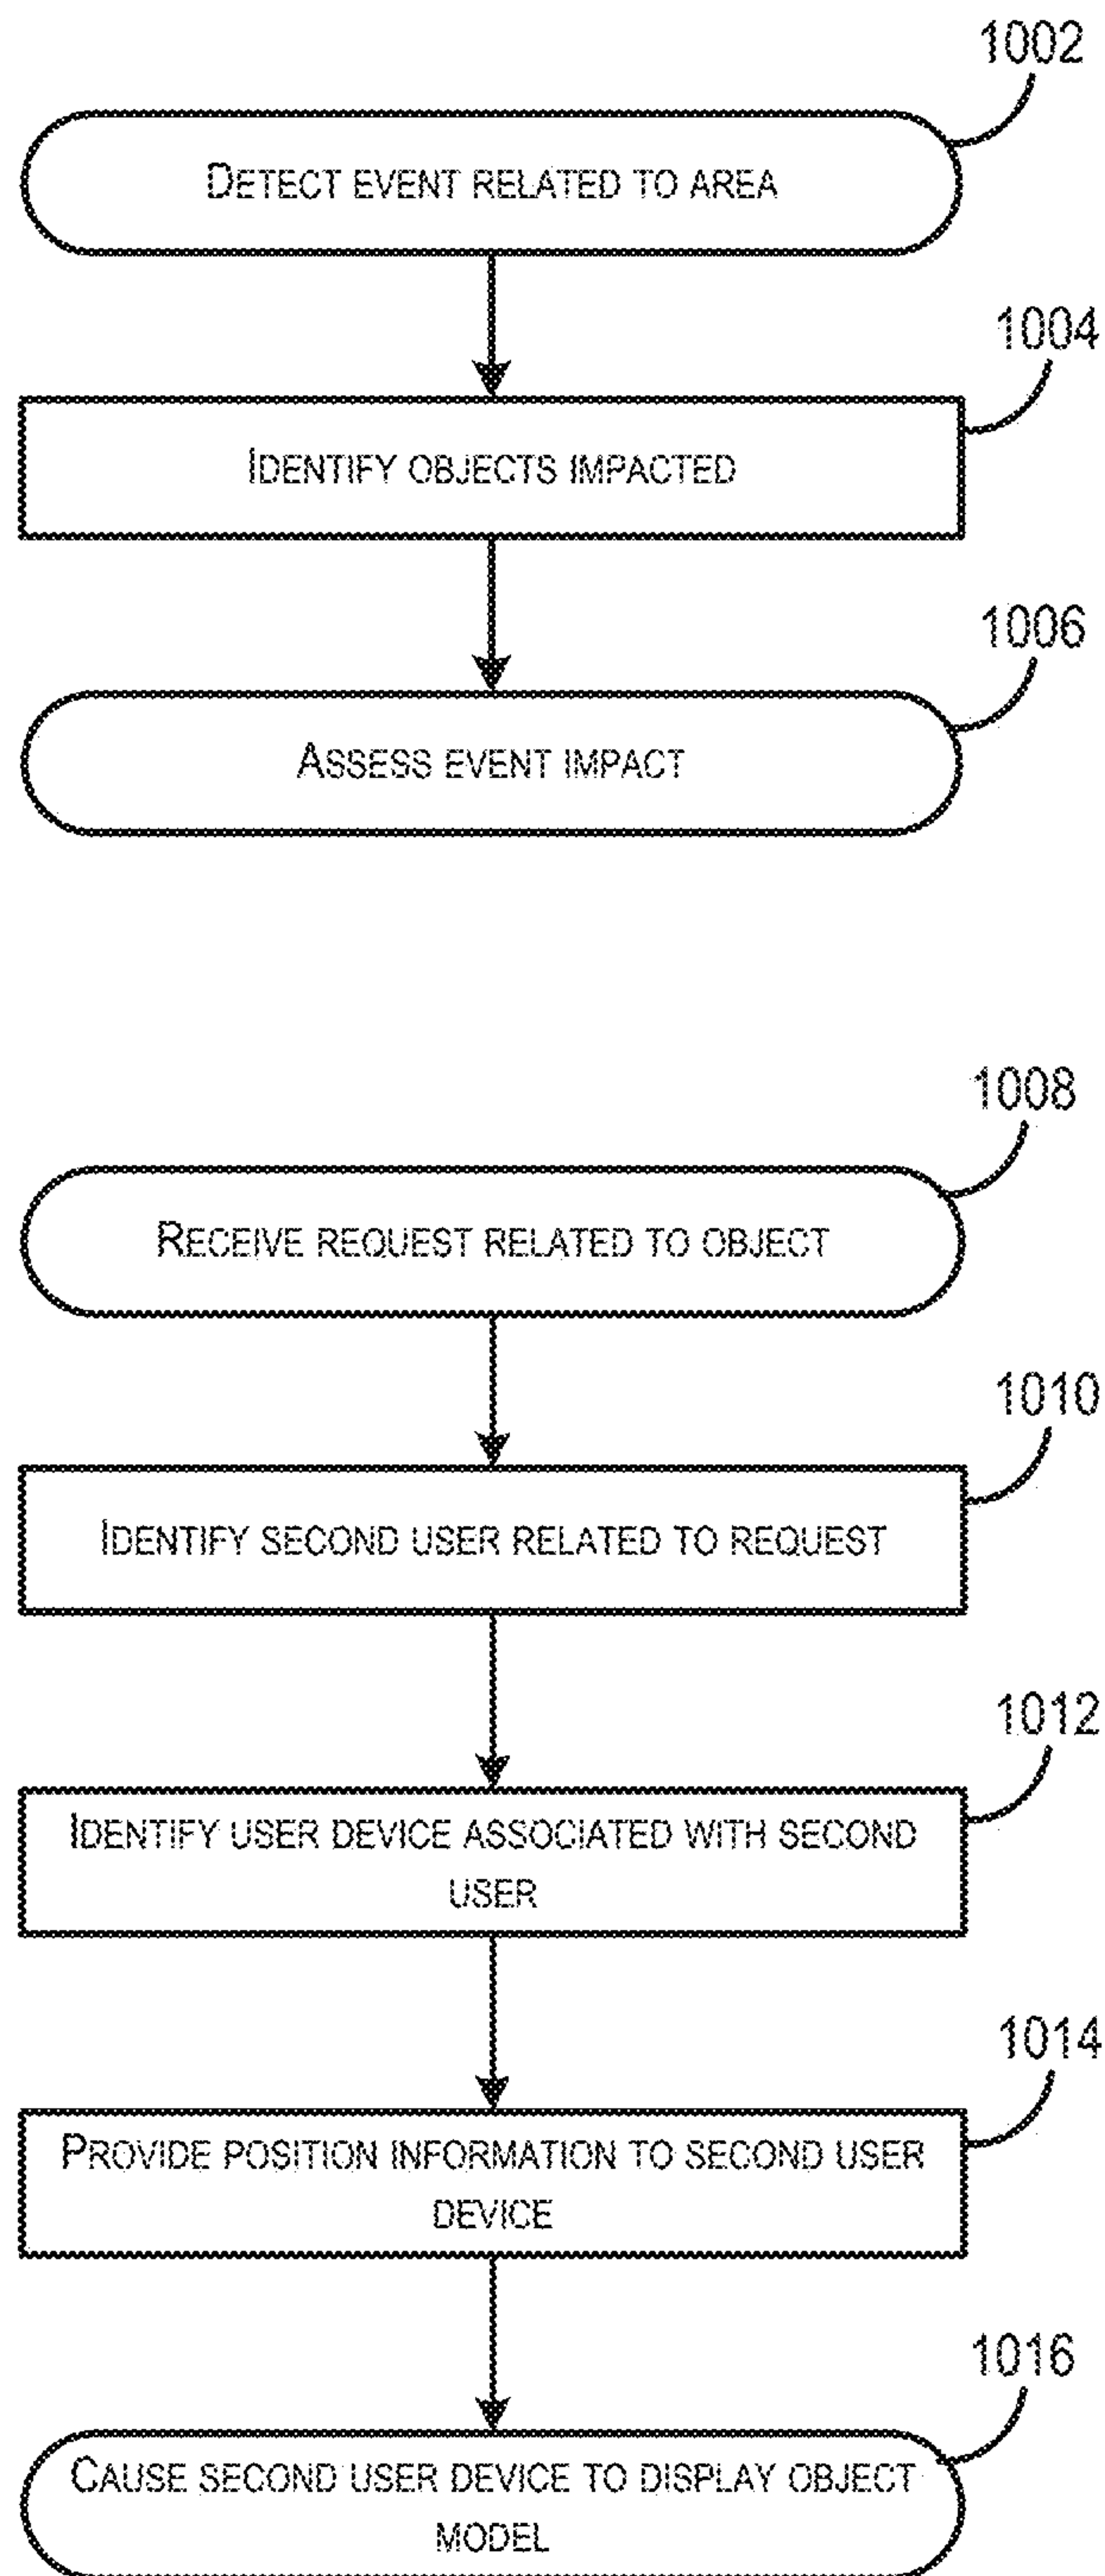 1002
DETECT EVENT RELATED TO AREA
1004
IDENTIFY OBJECTS IMPACTED
1006
ASSESS EVENT IMPACT
1008
RECEIVE REQUEST RELATED TO OBJECT
1010
IDENTIFY SECOND USER RELATED TO REQUEST
1012
IDENTIFY USER DEVICE ASSOCIATED WITH SECOND
USER
1014
PROVIDE POSITION INFORMATION TO SECOND USER
DEVICE
1016
CAUSE SECOND USER DEVICE TO DISPLAY OBJECT
MODEL